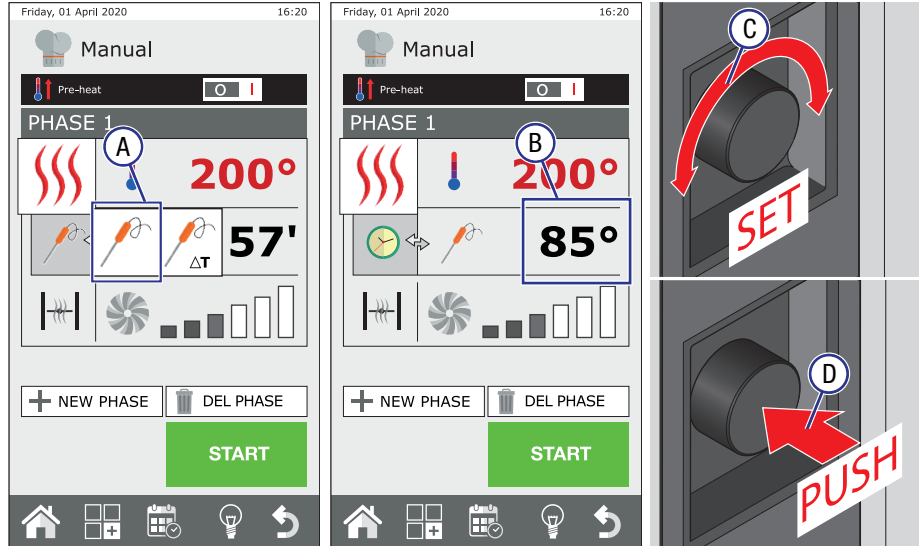 Friday, 01 April 2020 16:20
Manual
Pre-heat O I
PHASE 1
A
200°
57'
△T
NEW PHASE DEL PHASE
START
Friday, 01 April 2020 16:20
Manual
Pre-heat O I
PHASE 1
B
200°
85°
NEW PHASE DEL PHASE
START
C
SET
D
PUSH